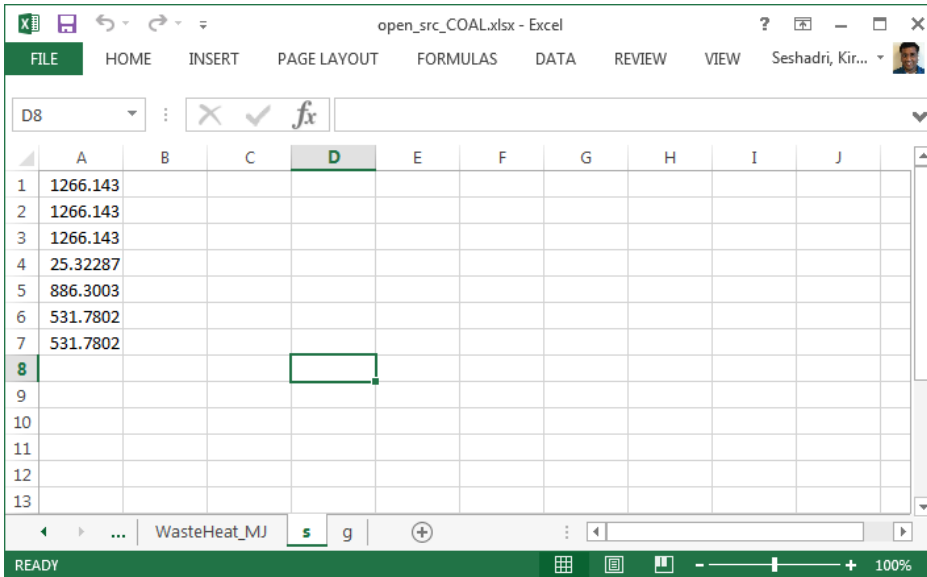 open_src_COAL.xlsx - Excel ?
FILE HOME INSERT PAGE LAYOUT FORMULAS DATA REVIEW VIEW Seshadri, Kir...
D8 fx
A B C D E F G H I J
1 1266.143
2 1266.143
3 1266.143
4 25.32287
5 886.3003
6 531.7802
7 531.7802
8
9
10
11
12
13
... WasteHeat_MJ s g
READY 100%